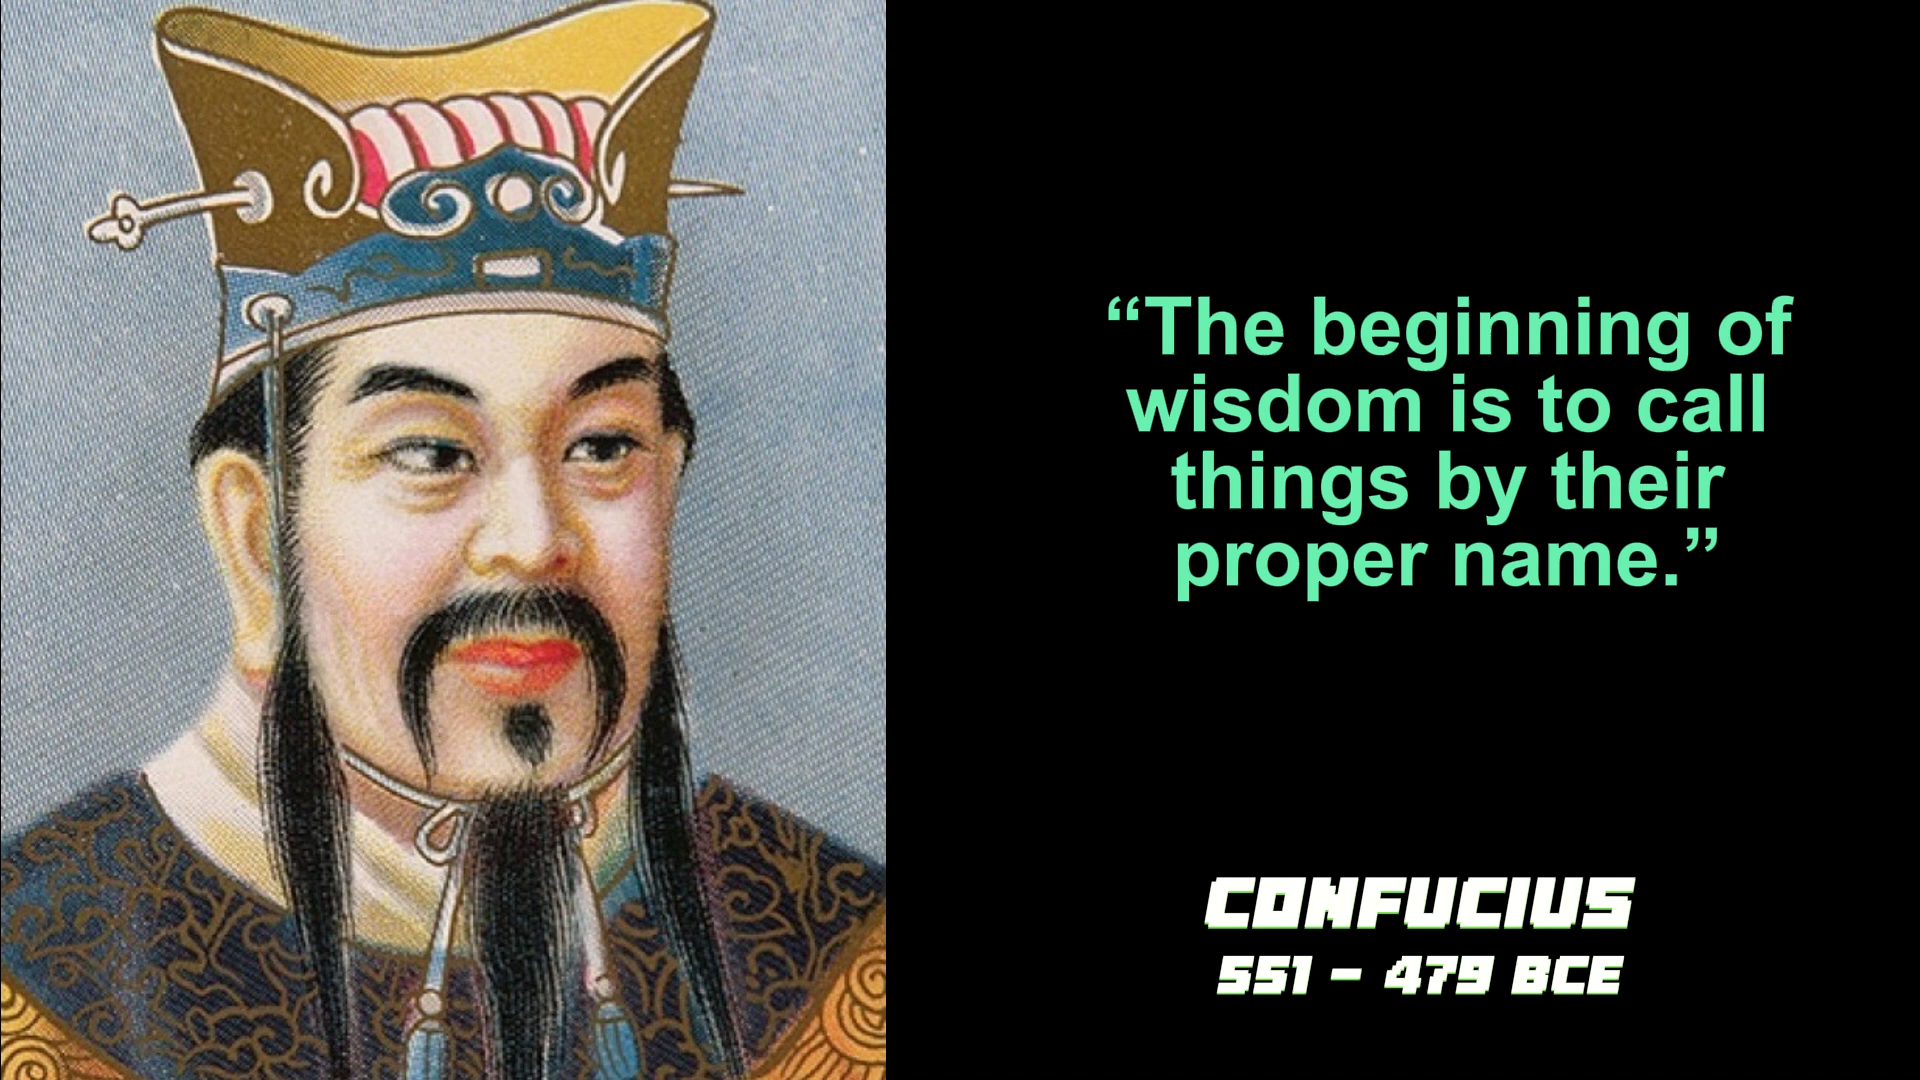 “The beginning of
wisdom is to call
things by their
proper name.”
CONFUCIUS
551 - 479 BCE